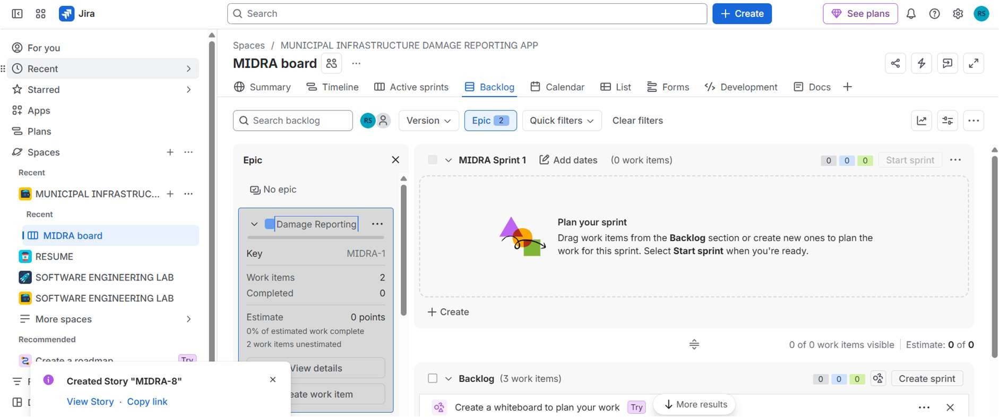 Jira
Search
Create
See plans
RS
For you
Recent
Starred
Apps
Plans
Spaces
Recent
MUNICIPAL INFRASTRUC...
Recent
MIDRA board
RESUME
SOFTWARE ENGINEERING LAB
SOFTWARE ENGINEERING LAB
More spaces
Recommended
Create a roadmap
Try
Created Story "MIDRA-8"
View Story · Copy link
Spaces / MUNICIPAL INFRASTRUCTURE DAMAGE REPORTING APP
MIDRA board
Summary
Timeline
Active sprints
Backlog
Calendar
List
Forms
Development
Docs
Search backlog
RS
Version
Epic 2
Quick filters
Clear filters
Epic
No epic
Damage Reporting
Key MIDRA-1
Work items 2
Completed 0
Estimate 0 points
0% of estimated work complete
2 work items unestimated
View details
eate work item
MIDRA Sprint 1 Add dates (0 work items)
0 0 0 Start sprint
Plan your sprint
Drag work items from the Backlog section or create new ones to plan the
work for this sprint. Select Start sprint when you're ready.
Create
0 of 0 work items visible Estimate: 0 of 0
Backlog (3 work items)
0 0 0 Create sprint
Create a whiteboard to plan your work Try
More results